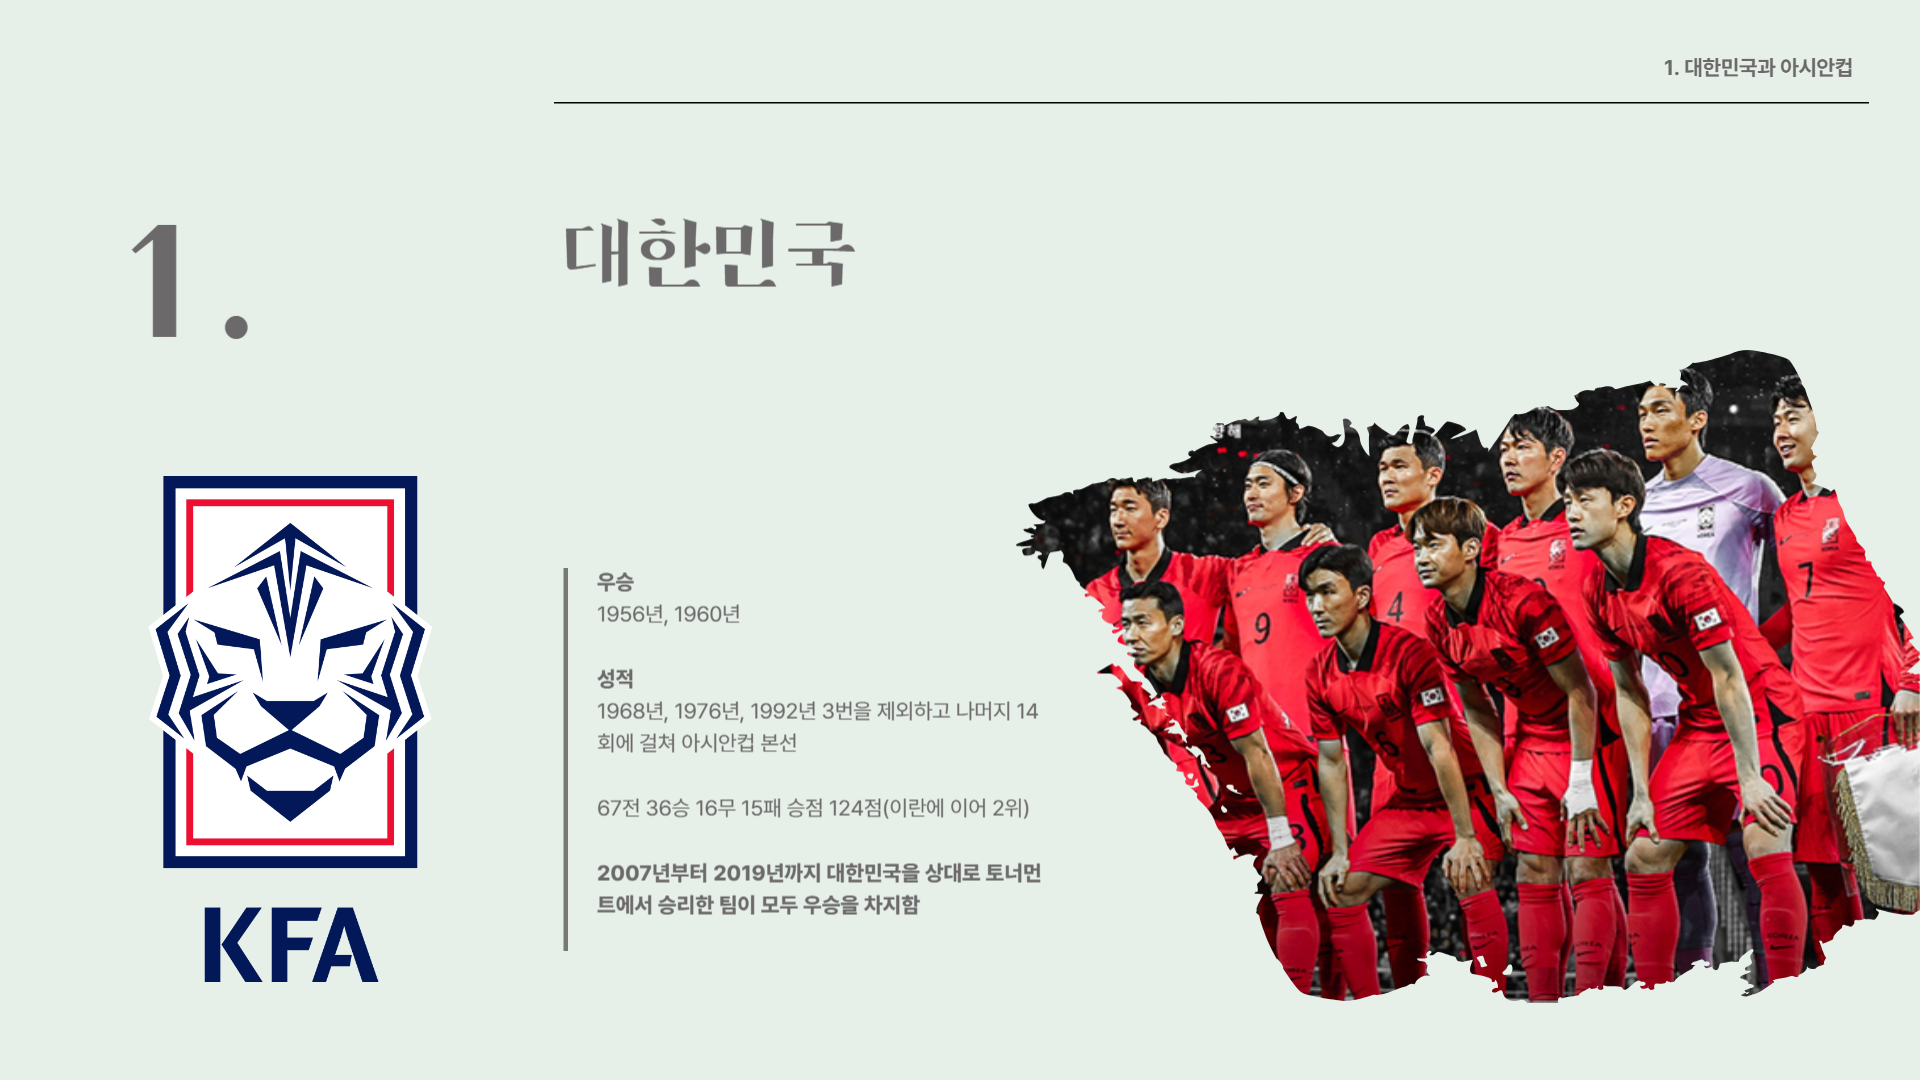 1. 대한민국과 아시안컵
1.
대한민국
우승
1956년, 1960년
성적
1968년, 1976년, 1992년 3번을 제외하고 나머지 14
회에 걸쳐 아시안컵 본선
67전 36승 16무 15패 승점 124점(이란에 이어 2위)
2007년부터 2019년까지 대한민국을 상대로 토너먼
트에서 승리한 팀이 모두 우승을 차지함
KFA
9
4
7
6